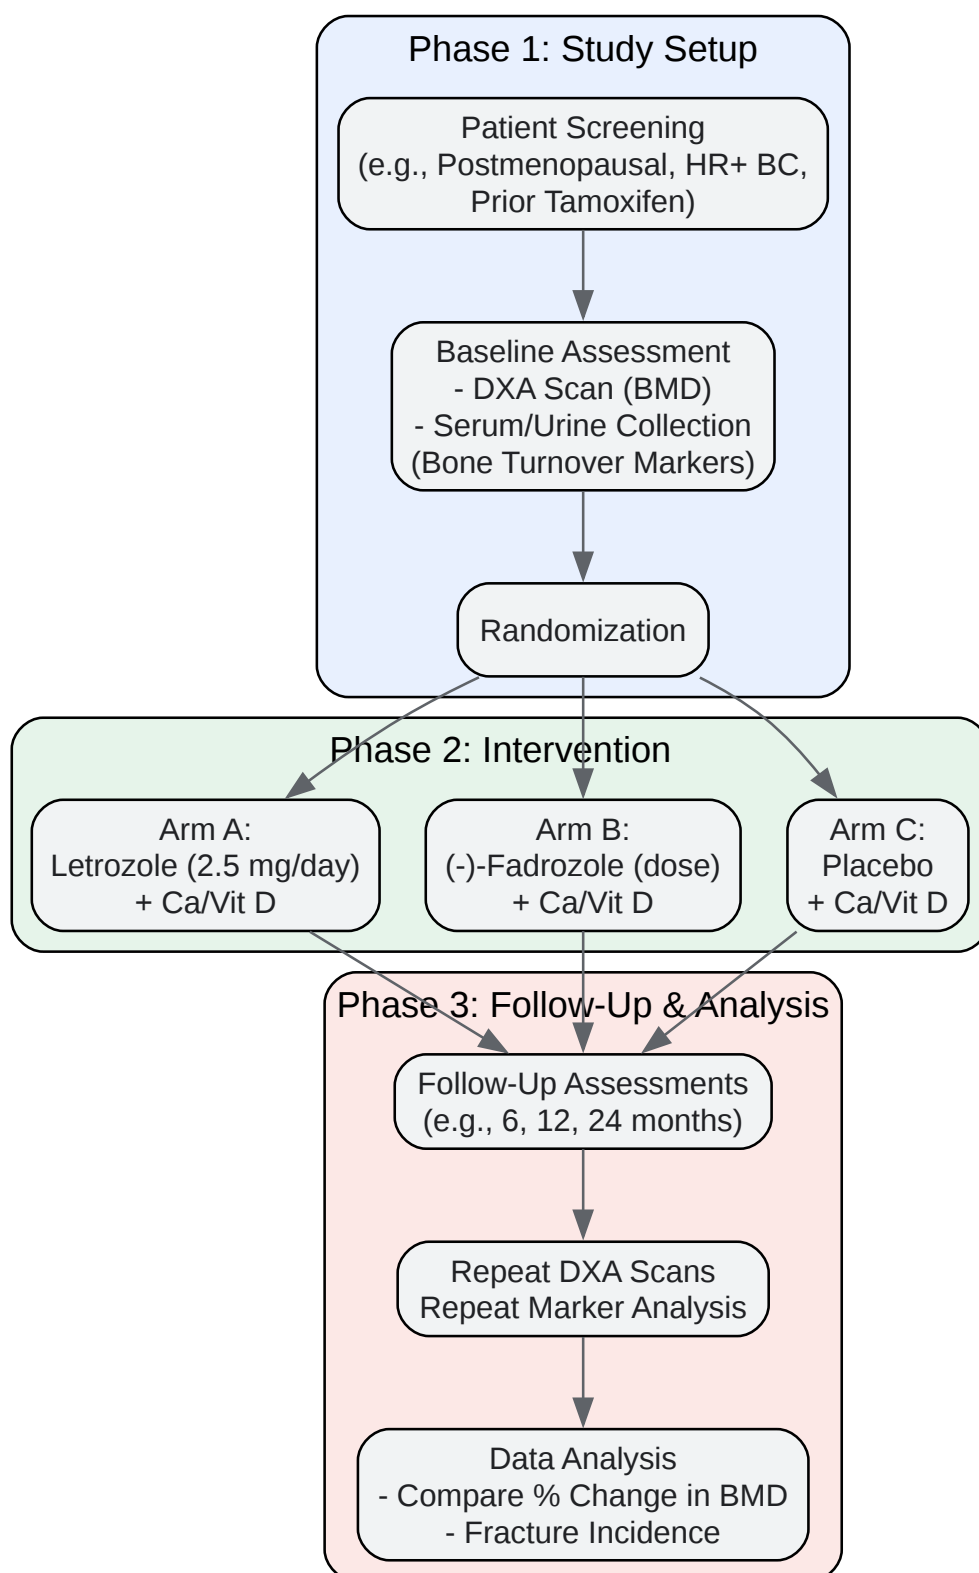 Phase 1: Study Setup
Patient Screening
(e.g., Postmenopausal, HR+ BC,
Prior Tamoxifen)
Baseline Assessment
- DXA Scan (BMD)
- Serum/Urine Collection
(Bone Turnover Markers)
Randomization
Phase 2: Intervention
Arm A:
Letrozole (2.5 mg/day)
+ Ca/Vit D
Arm B:
(-)-Fadrozole (dose)
+ Ca/Vit D
Arm C:
Placebo
+ Ca/Vit D
Phase 3: Follow-Up & Analysis
Follow-Up Assessments
(e.g., 6, 12, 24 months)
Repeat DXA Scans
Repeat Marker Analysis
Data Analysis
- Compare % Change in BMD
- Fracture Incidence